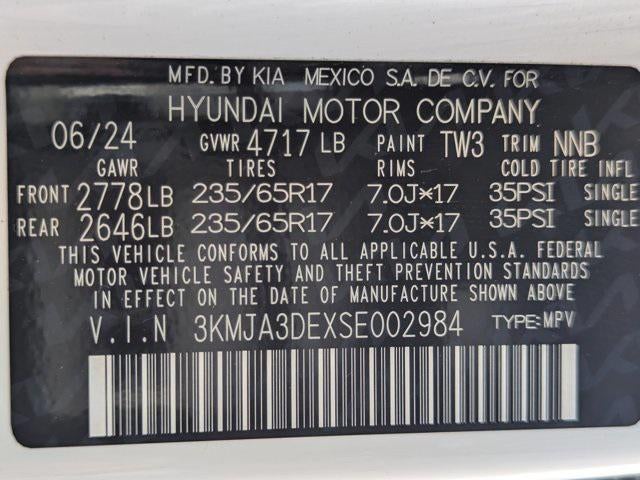 MFD. BY KIA MEXICO S.A. DE C.V. FOR
HYUNDAI MOTOR COMPANY
06/24 GVWR 4717 LB PAINT TW3 TRIM NNB
GAWR TIRES RIMS COLD TIRE INFL
FRONT 2778LB 235/65R17 7.0J×17 35PSI SINGLE
REAR 2646LB 235/65R17 7.0J×17 35PSI SINGLE
THIS VEHICLE CONFORMS TO ALL APPLICABLE U.S.A. FEDERAL
MOTOR VEHICLE SAFETY AND THEFT PREVENTION STANDARDS
IN EFFECT ON THE DATE OF MANUFACTURE SHOWN ABOVE
V.I.N 3KMJA3DEXSE002984 TYPE:MPV